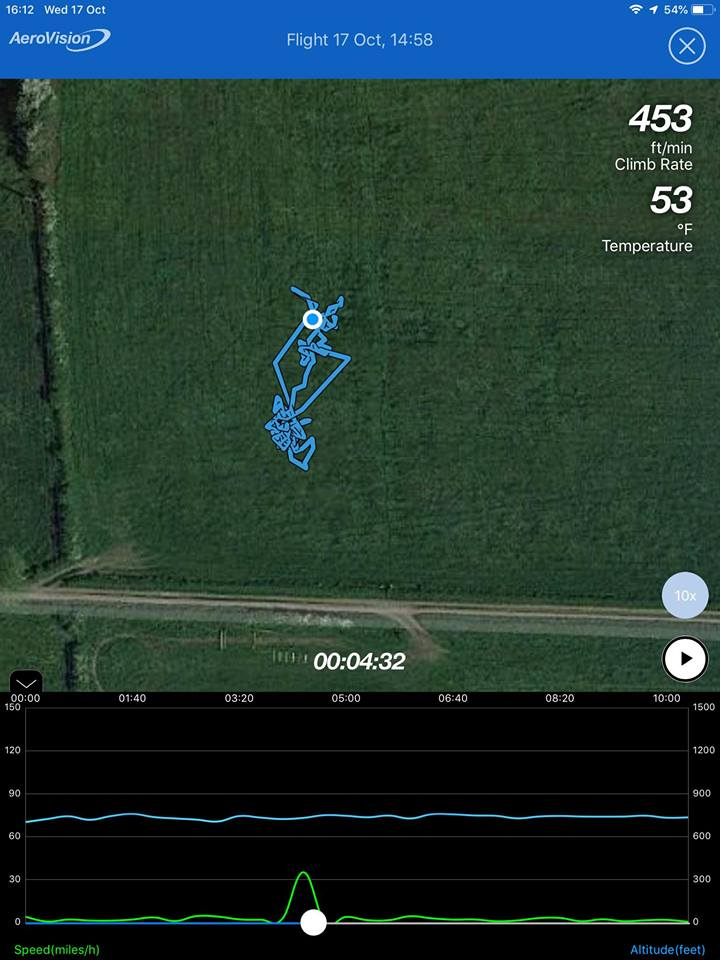 16:12 Wed 17 Oct 54%
AeroVision
Flight 17 Oct, 14:58
453
ft/min
Climb Rate
53
°F
Temperature
10x
00:04:32
00:00 01:40 03:20 05:00 06:40 08:20 10:00
150 1500
120 1200
90 900
60 600
30 300
0 0
Speed(miles/h) Altitude(feet)